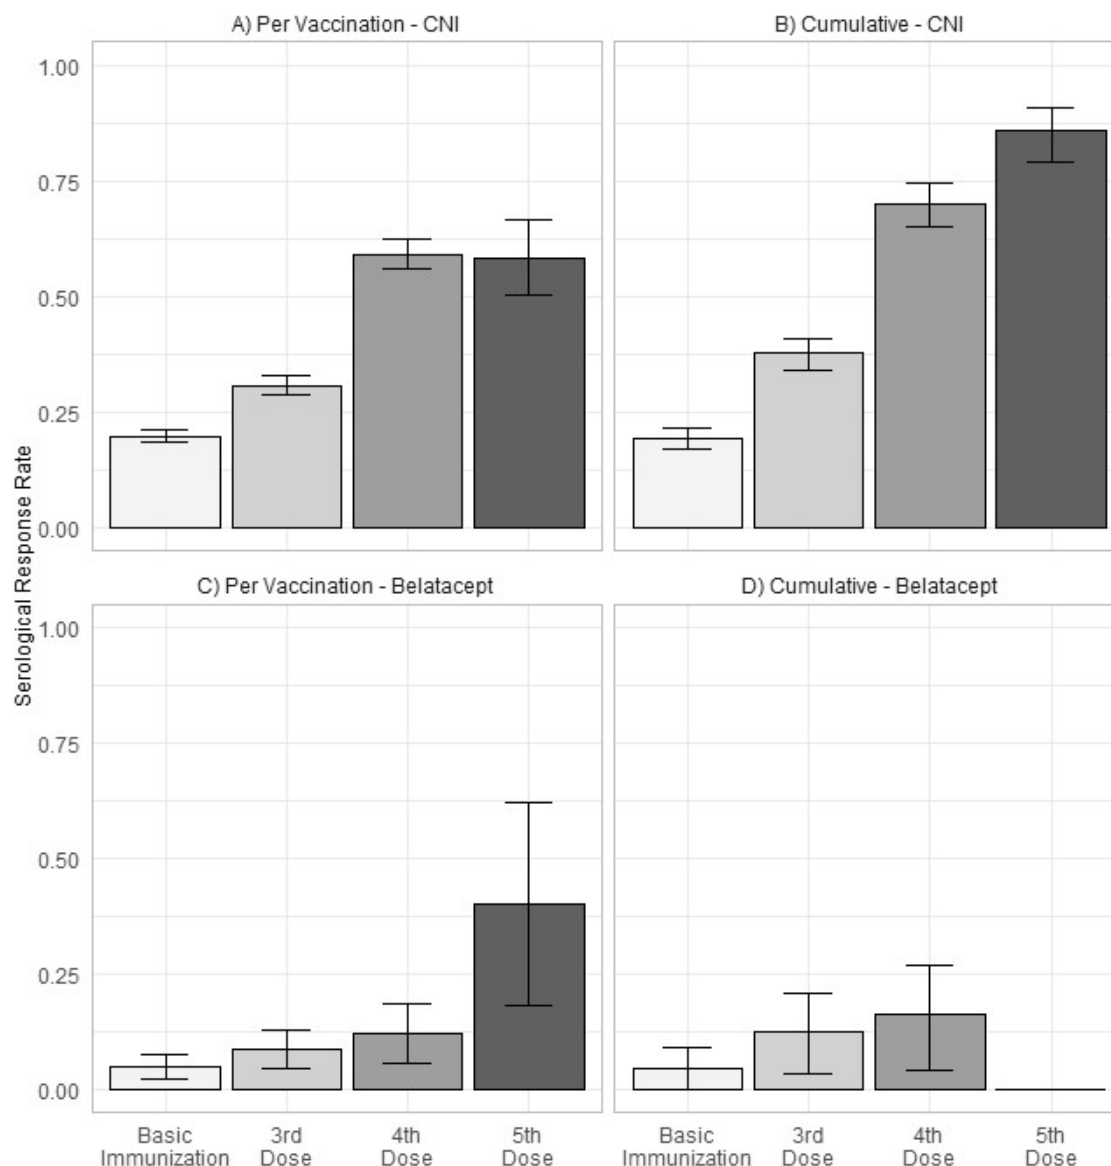 A) Per Vaccination - CNI
B) Cumulative - CNI
1.00
0.75
0.50
0.25
0.00
Serological Response Rate
C) Per Vaccination - Belatacept
D) Cumulative - Belatacept
1.00
0.75
0.50
0.25
0.00
Basic
Immunization
3rd
Dose
4th
Dose
5th
Dose
Basic
Immunization
3rd
Dose
4th
Dose
5th
Dose